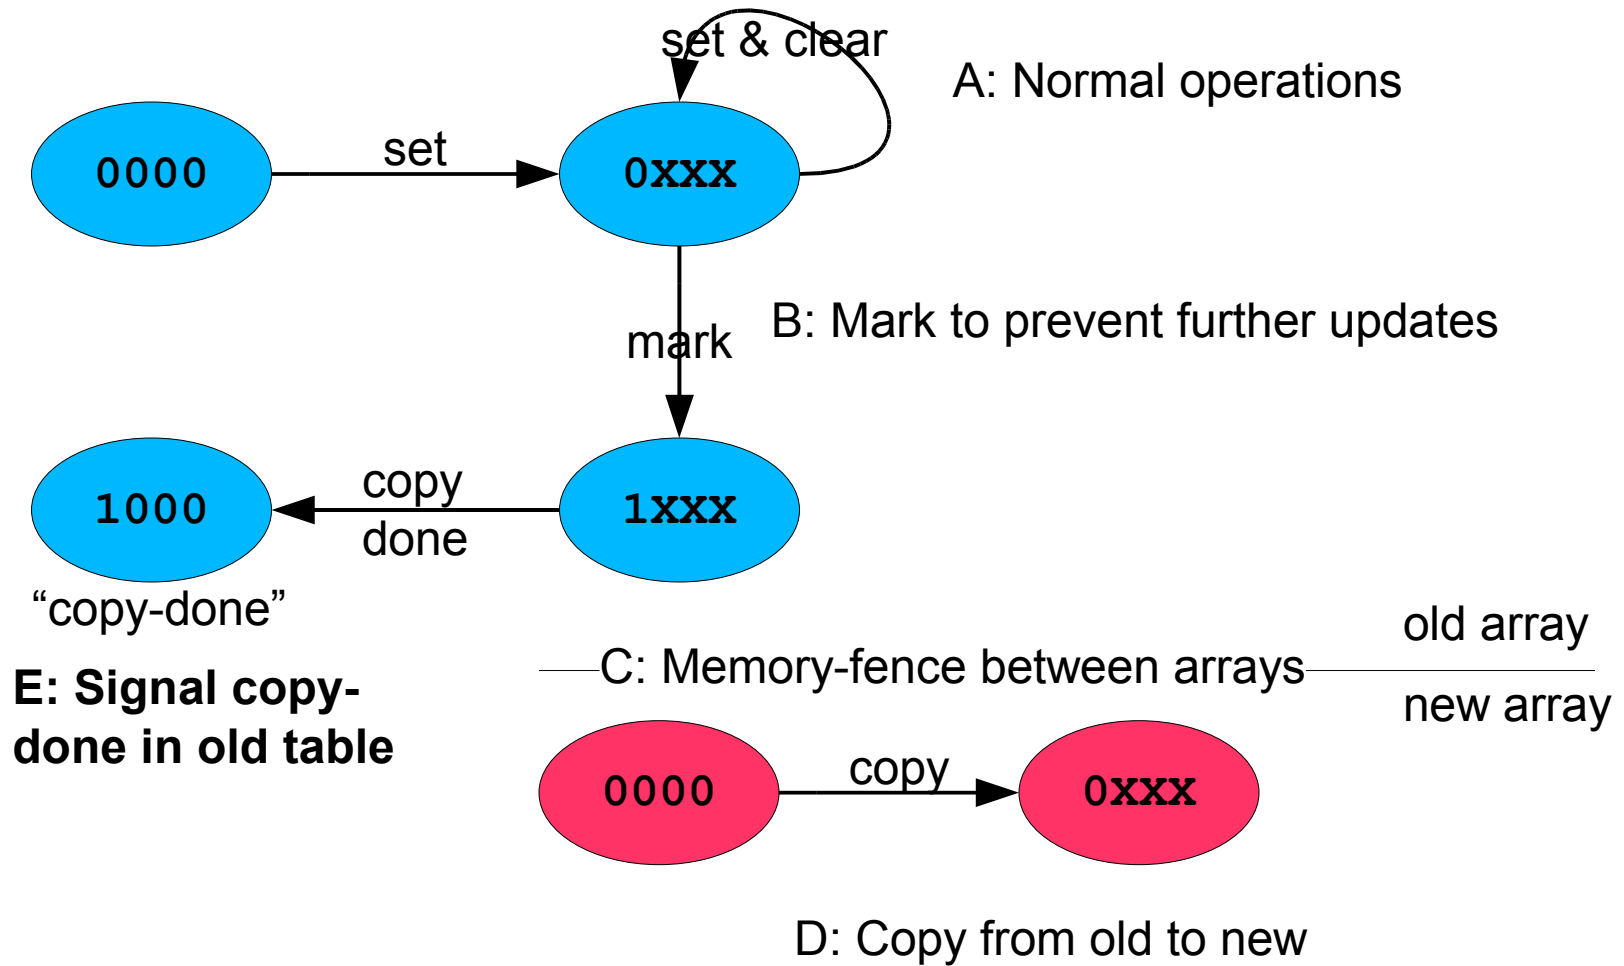 set & clear
A: Normal operations
0000
set
0xxx
mark
B: Mark to prevent further updates
1000
copy
done
1xxx
“copy-done”
old array
C: Memory-fence between arrays
E: Signal copy-
done in old table
new array
0000
copy
0xxx
D: Copy from old to new